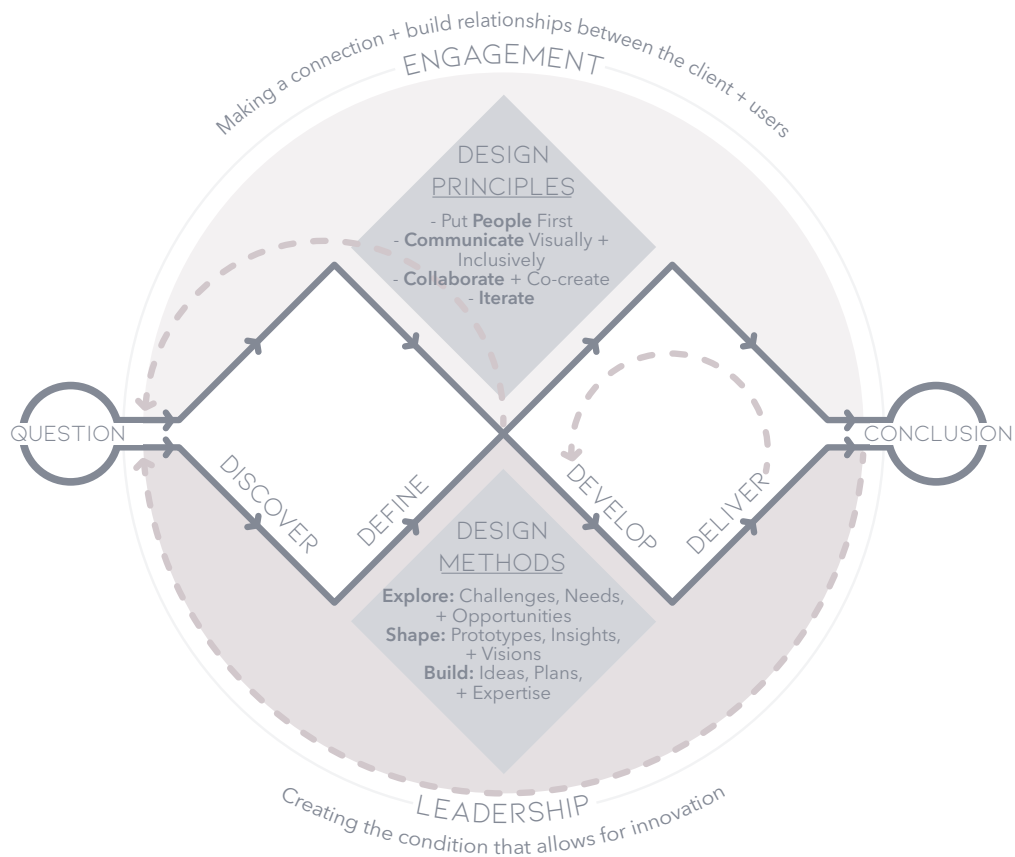 Making a connection + build relationships between the client + users
ENGAGEMENT
DESIGN
PRINCIPLES
- Put People First
- Communicate Visually +
Inclusively
- Collaborate + Co-create
- Iterate
QUESTION
CONCLUSION
DISCOVER
DEFINE
DEVELOP
DELIVER
DESIGN
METHODS
Explore: Challenges, Needs,
+ Opportunities
Shape: Prototypes, Insights,
+ Visions
Build: Ideas, Plans,
+ Expertise
LEADERSHIP
Creating the condition that allows for innovation